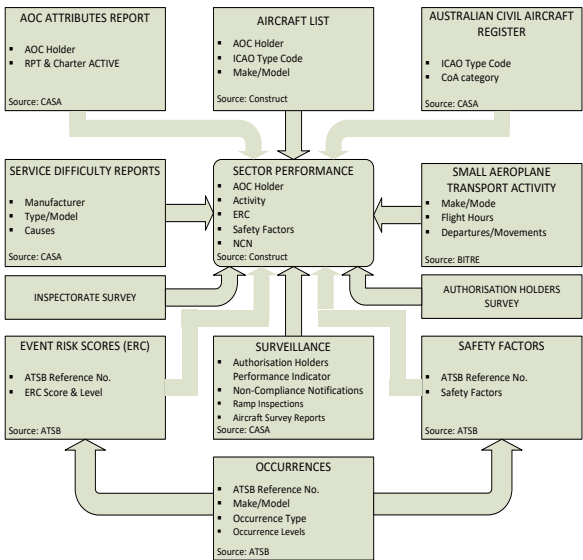 AOC ATTRIBUTES REPORT
▪ AOC Holder
▪ RPT & Charter ACTIVE
Source: CASA
AIRCRAFT LIST
▪ AOC Holder
▪ ICAO Type Code
▪ Make/Model
Source: Construct
AUSTRALIAN CIVIL AIRCRAFT
REGISTER
▪ ICAO Type Code
▪ CoA category
Source: CASA
SERVICE DIFFICULTY REPORTS
▪ Manufacturer
▪ Type/Model
▪ Causes
Source: CASA
SECTOR PERFORMANCE
▪ AOC Holder
▪ Activity
▪ ERC
▪ Safety Factors
▪ NCN
Source: Construct
SMALL AEROPLANE
TRANSPORT ACTIVITY
▪ Make/Mode
▪ Flight Hours
▪ Departures/Movements
Source: BITRE
INSPECTORATE SURVEY
AUTHORISATION HOLDERS
SURVEY
EVENT RISK SCORES (ERC)
▪ ATSB Reference No.
▪ ERC Score & Level
Source: ATSB
SURVEILLANCE
▪ Authorisation Holders
Performance Indicator
▪ Non-Compliance Notifications
▪ Ramp Inspections
▪ Aircraft Survey Reports
Source: CASA
SAFETY FACTORS
▪ ATSB Reference No.
▪ Safety Factors
Source: ATSB
OCCURRENCES
▪ ATSB Reference No.
▪ Make/Model
▪ Occurrence Type
▪ Occurrence Levels
Source: ATSB